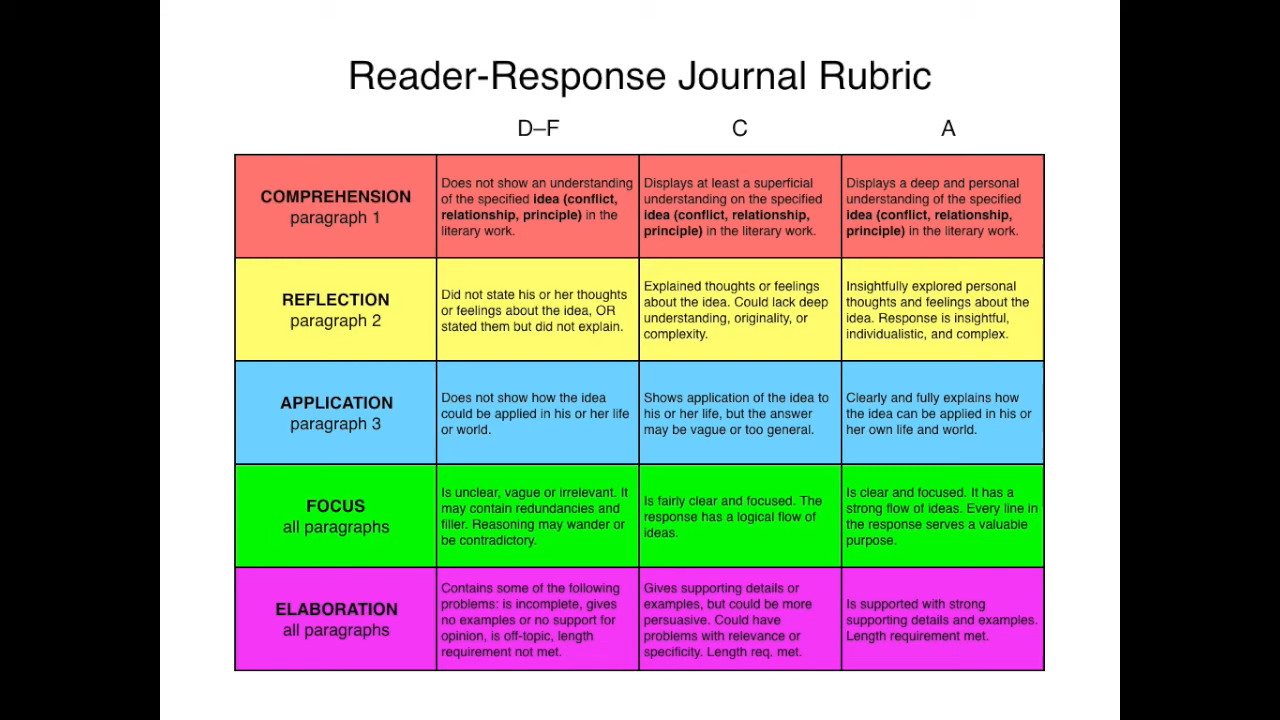 Reader-Response Journal Rubric
D–F
C
A
COMPREHENSION
paragraph 1
Does not show an understanding
of the specified idea (conflict,
relationship, principle) in the
literary work.
Displays at least a superficial
understanding on the specified
idea (conflict, relationship,
principle) in the literary work.
Displays a deep and personal
understanding of the specified
idea (conflict, relationship,
principle) in the literary work.
REFLECTION
paragraph 2
Did not state his or her thoughts
or feelings about the idea, OR
stated them but did not explain.
Explained thoughts or feelings
about the idea. Could lack deep
understanding, originality, or
complexity.
Insightfully explored personal
thoughts and feelings about the
idea. Response is insightful,
individualistic, and complex.
APPLICATION
paragraph 3
Does not show how the idea
could be applied in his or her life
or world.
Shows application of the idea to
his or her life, but the answer
may be vague or too general.
Clearly and fully explains how
the idea can be applied in his or
her own life and world.
FOCUS
all paragraphs
Is unclear, vague or irrelevant. It
may contain redundancies and
filler. Reasoning may wander or
be contradictory.
Is fairly clear and focused. The
response has a logical flow of
ideas.
Is clear and focused. It has a
strong flow of ideas. Every line in
the response serves a valuable
purpose.
ELABORATION
all paragraphs
Contains some of the following
problems: is incomplete, gives
no examples or no support for
opinion, is off-topic, length
requirement not met.
Gives supporting details or
examples, but could be more
persuasive. Could have
problems with relevance or
specificity. Length req. met.
Is supported with strong
supporting details and examples.
Length requirement met.